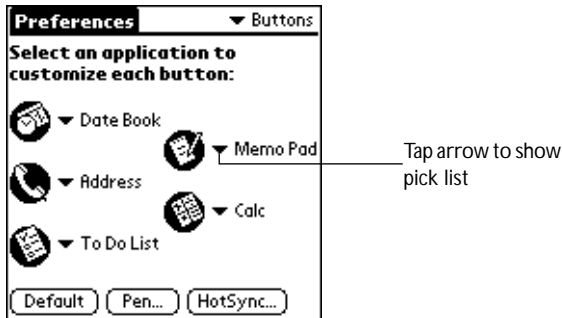 Preferences
Buttons
Select an application to
customize each button:
Date Book
Memo Pad
Address
Calc
To Do List
Default
Pen...
HotSync...
Tap arrow to show
pick list